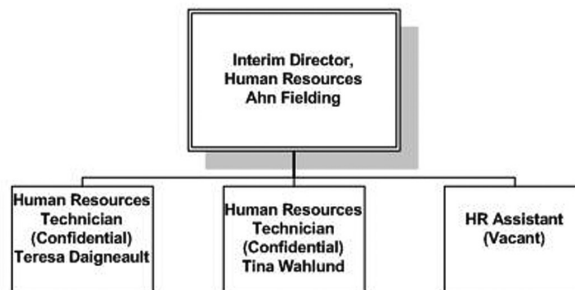 Interim Director,
Human Resources
Ahn Fielding
Human Resources
Technician
(Confidential)
Teresa Daigneault
Human Resources
Technician
(Confidential)
Tina Wahlund
HR Assistant
(Vacant)